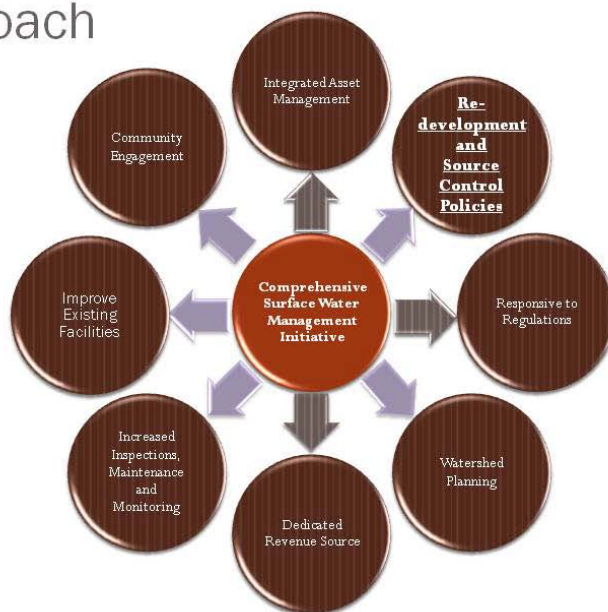 oach
Integrated Asset
Management
Re-
development
and
Source
Control
Policies
Community
Engagement
Comprehensive
Surface Water
Management
Initiative
Improve
Existing
Facilities
Responsive to
Regulations
Increased
Inspections,
Maintenance
and
Monitoring
Watershed
Planning
Dedicated
Revenue Source